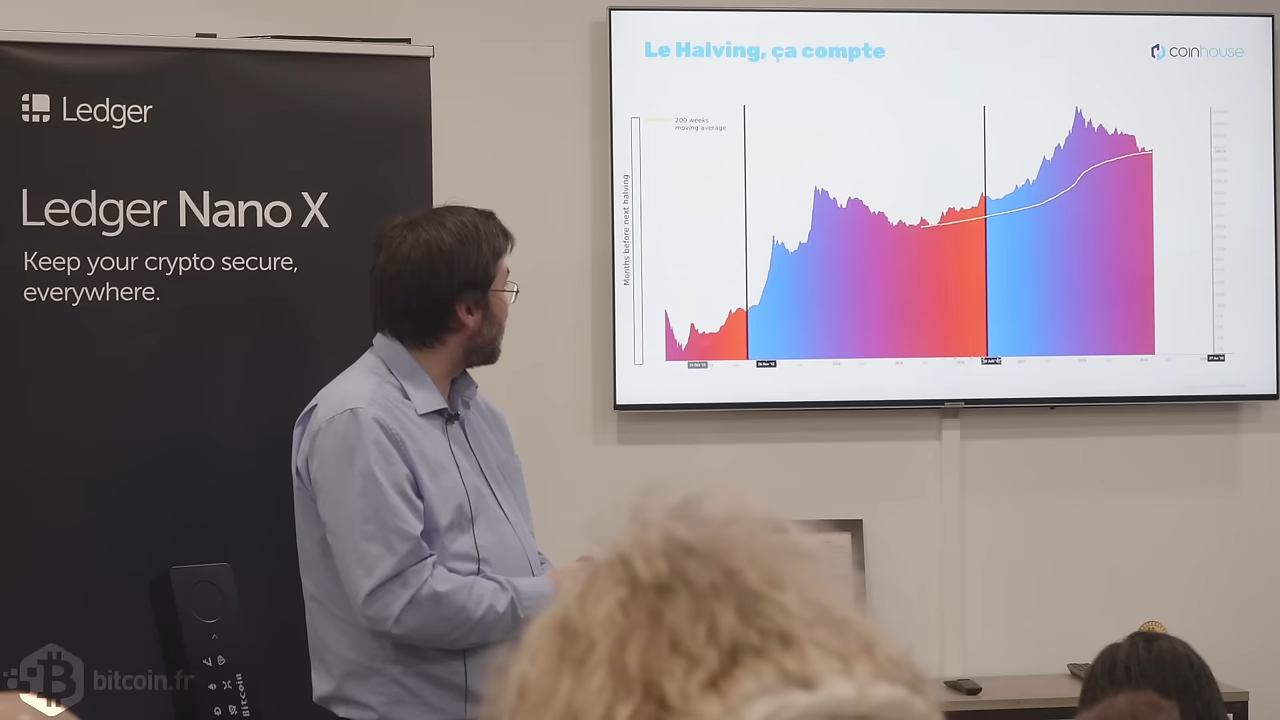 Ledger
Ledger Nano X
Keep your crypto secure,
everywhere.
Bitcoin
bitcoin.fr
Le Halving, ça compte
coinhouse
200 weeks
moving average
Months before next halving